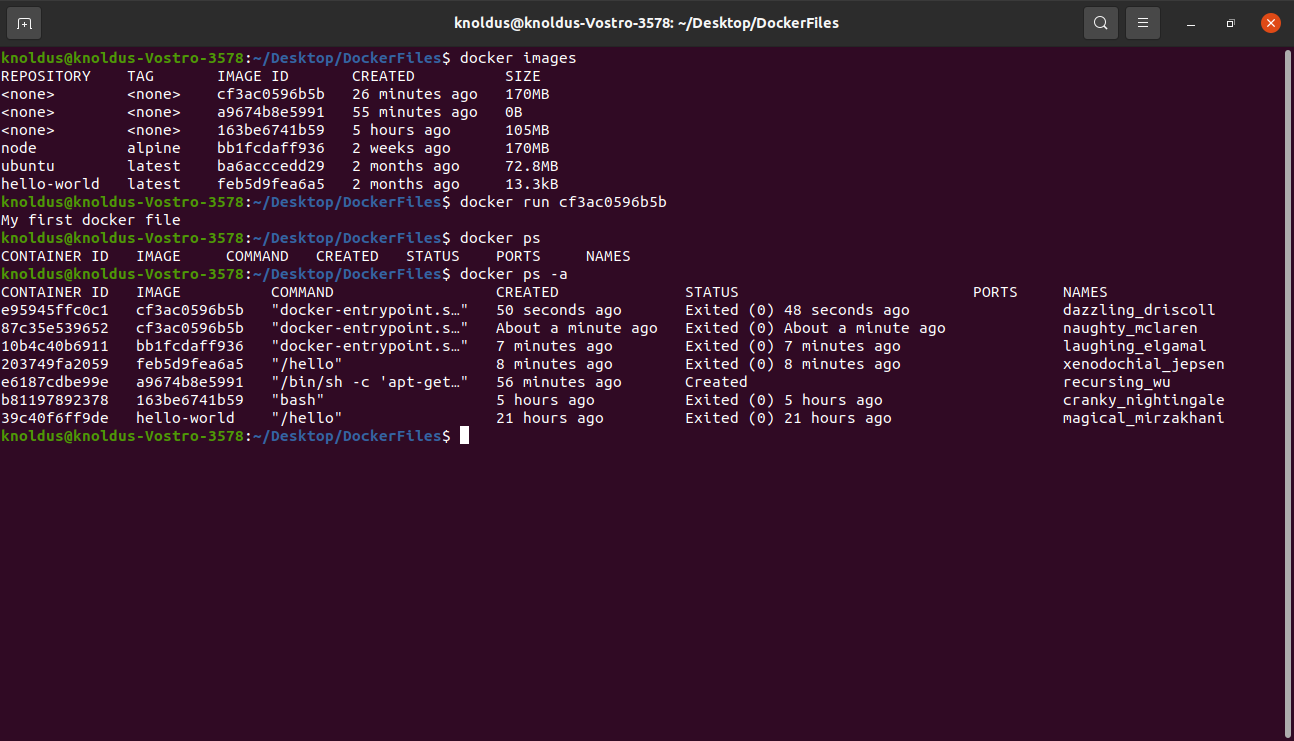 knoldus@knoldus-Vostro-3578: ~/Desktop/DockerFiles
knoldus@knoldus-Vostro-3578:~/Desktop/DockerFiles$ docker images
REPOSITORY    TAG       IMAGE ID       CREATED          SIZE
<none>        <none>    cf3ac0596b5b   26 minutes ago   170MB
<none>        <none>    a9674b8e5991   55 minutes ago   0B
<none>        <none>    163be6741b59   5 hours ago      105MB
node          alpine    bb1fcdaff936   2 weeks ago      170MB
ubuntu        latest    ba6acccedd29   2 months ago     72.8MB
hello-world   latest    feb5d9fea6a5   2 months ago     13.3kB
knoldus@knoldus-Vostro-3578:~/Desktop/DockerFiles$ docker run cf3ac0596b5b
My first docker file
knoldus@knoldus-Vostro-3578:~/Desktop/DockerFiles$ docker ps
CONTAINER ID   IMAGE     COMMAND   CREATED   STATUS    PORTS     NAMES
knoldus@knoldus-Vostro-3578:~/Desktop/DockerFiles$ docker ps -a
CONTAINER ID   IMAGE          COMMAND                  CREATED              STATUS                          PORTS     NAMES
e95945ffc0c1   cf3ac0596b5b   "docker-entrypoint.s…"   50 seconds ago       Exited (0) 48 seconds ago                 dazzling_driscoll
87c35e539652   cf3ac0596b5b   "docker-entrypoint.s…"   About a minute ago   Exited (0) About a minute ago             naughty_mclaren
10b4c40b6911   bb1fcdaff936   "docker-entrypoint.s…"   7 minutes ago        Exited (0) 7 minutes ago                  laughing_elgamal
203749fa2059   feb5d9fea6a5   "/hello"                 8 minutes ago        Exited (0) 8 minutes ago                  xenodochial_jepsen
e6187cdbe99e   a9674b8e5991   "/bin/sh -c 'apt-get…"   56 minutes ago       Created                                   recursing_wu
b81197892378   163be6741b59   "bash"                   5 hours ago          Exited (0) 5 hours ago                    cranky_nightingale
39c40f6ff9de   hello-world    "/hello"                 21 hours ago         Exited (0) 21 hours ago                   magical_mirzakhani
knoldus@knoldus-Vostro-3578:~/Desktop/DockerFiles$